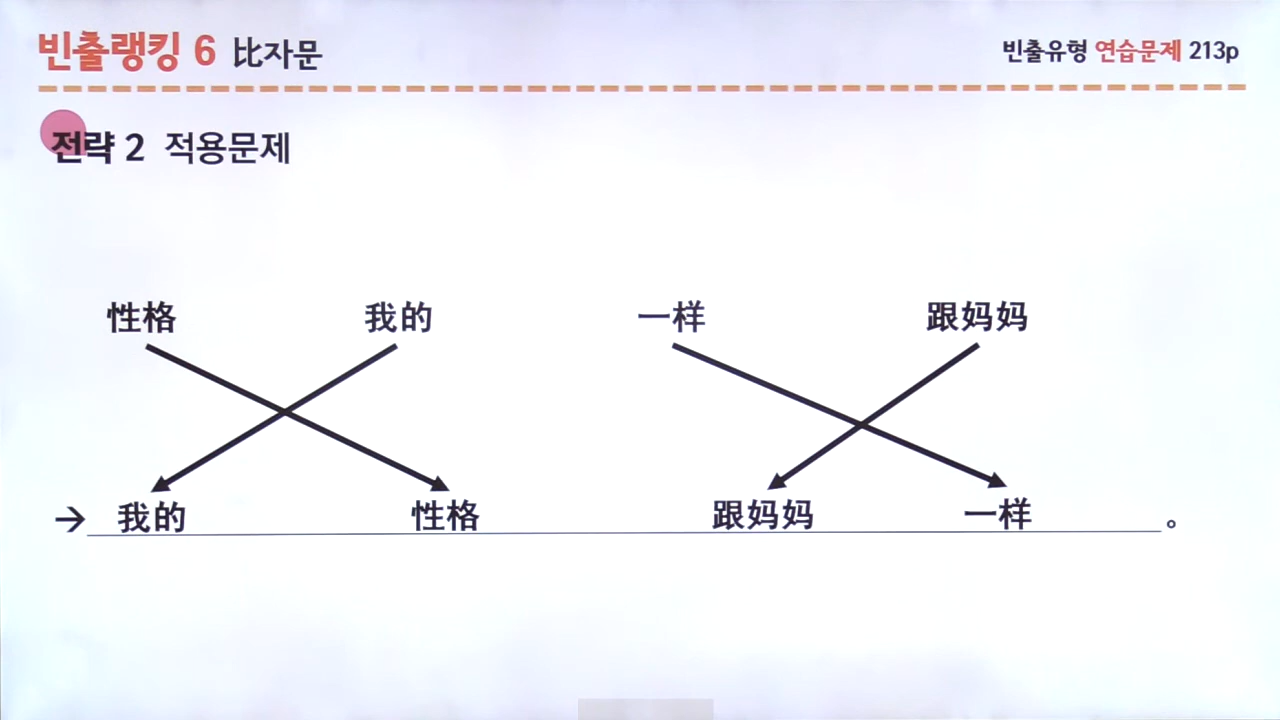 빈출랭킹 6 比자문
빈출유형 연습문제 213p
전략 2 적용문제
性格 我的 一样 跟妈妈
→ 我的 性格 跟妈妈 一样 。